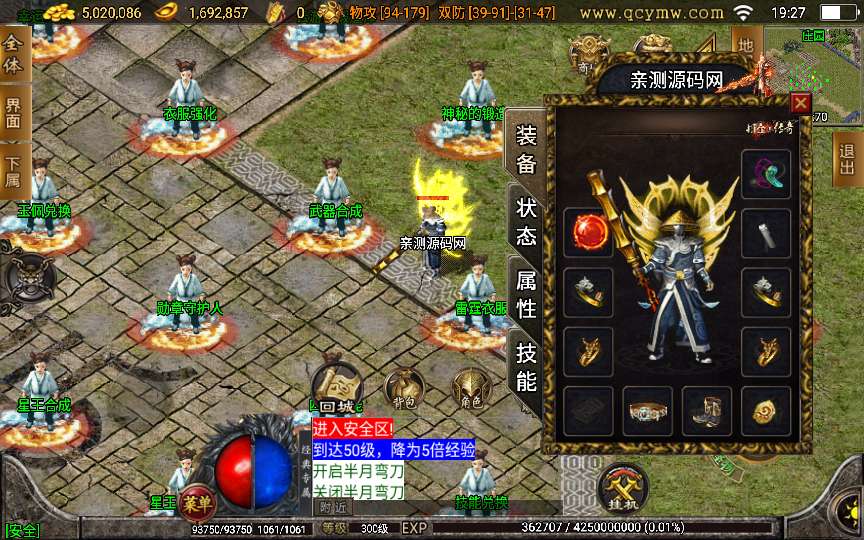 5,020,086
1,692,857
0
物攻 [94-179] 双防 [39-91]-[31-47]
www.qcymw.com
19:27
全体
界面
下属
地
庄园
退出
亲测源码网
装备
状态
属性
技能
衣服强化
神秘的锻造
玉佩兑换
武器合成
亲测源码网
勋章守护人
雷霆衣服
星王合成
回城
背包
角色
进入安全区!
到达50级，降为5倍经验
开启半月弯刀
关闭半月弯刀
附近
星王
菜单
技能兑换
挂机
[安全]
93750/93750 1061/1061
等级 300级 EXP
362707 / 4250000000 (0.01%)